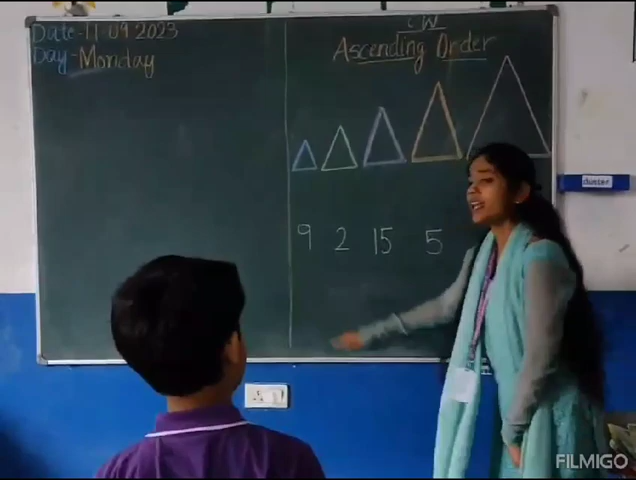 Date-11.09.2023
Day-Monday
CW
Ascending Order
9 2 15 5
duster
FILMIGO